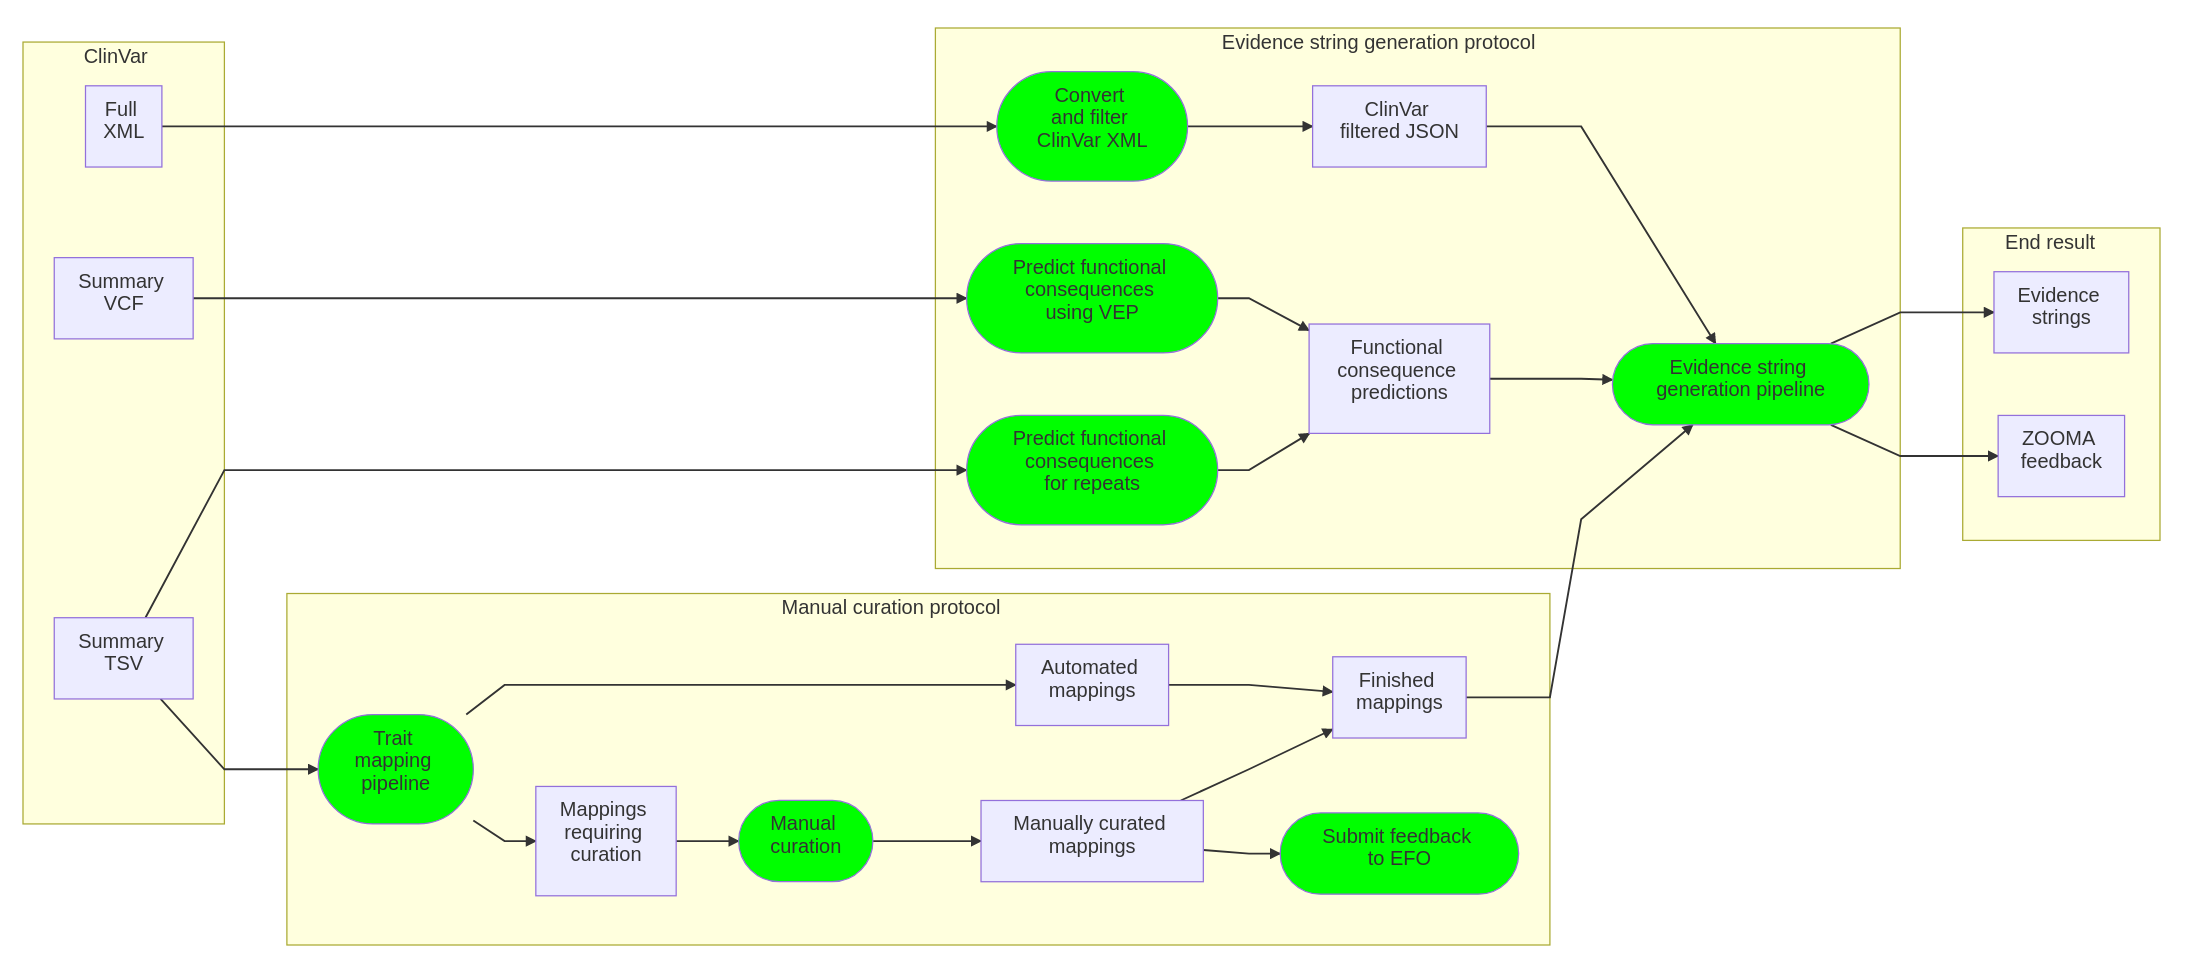 ClinVar
Full
XML
Summary
VCF
Summary
TSV
Evidence string generation protocol
Convert
and filter
ClinVar XML
ClinVar
filtered JSON
Predict functional
consequences
using VEP
Functional
consequence
predictions
Predict functional
consequences
for repeats
Evidence string
generation pipeline
End result
Evidence
strings
ZOOMA
feedback
Manual curation protocol
Trait
mapping
pipeline
Automated
mappings
Finished
mappings
Mappings
requiring
curation
Manual
curation
Manually curated
mappings
Submit feedback
to EFO